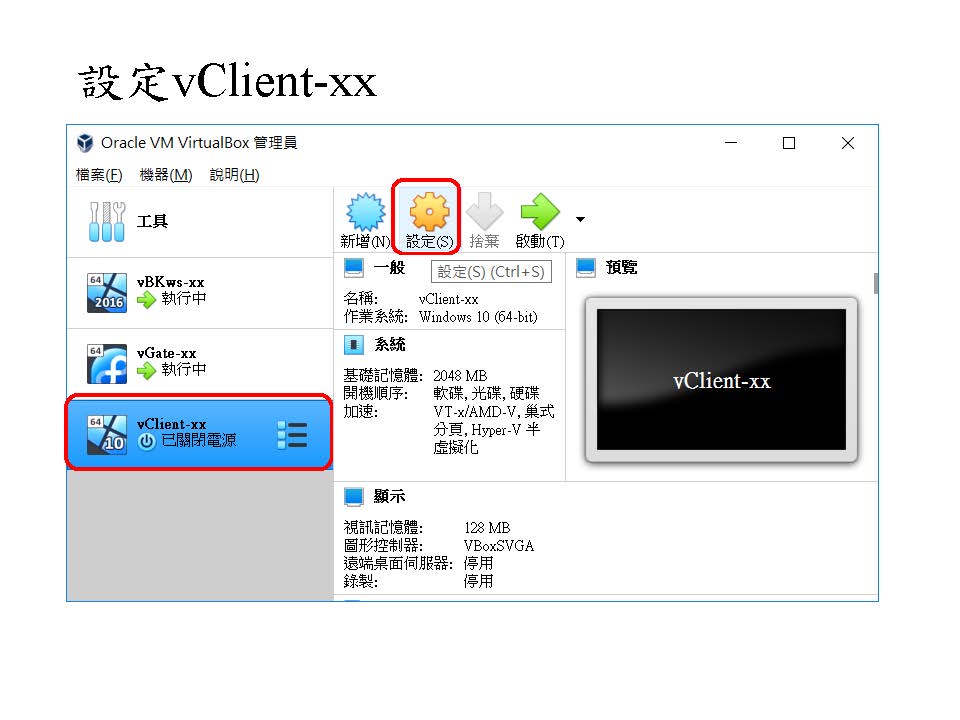 設定vClient-xx
Oracle VM VirtualBox 管理員
檔案(F) 機器(M) 說明(H)
工具
新增(N) 設定(S) 捨棄 啟動(T)
設定(S) (Ctrl+S)
64
2016
vBKws-xx
執行中
64
vGate-xx
執行中
64
10
vClient-xx
已關閉電源
一般
名稱: vClient-xx
作業系統: Windows 10 (64-bit)
系統
基礎記憶體: 2048 MB
開機順序: 軟碟, 光碟, 硬碟
加速: VT-x/AMD-V, 巢式
分頁, Hyper-V 半
虛擬化
預覽
vClient-xx
顯示
視訊記憶體: 128 MB
圖形控制器: VBoxSVGA
遠端桌面伺服器: 停用
錄製: 停用